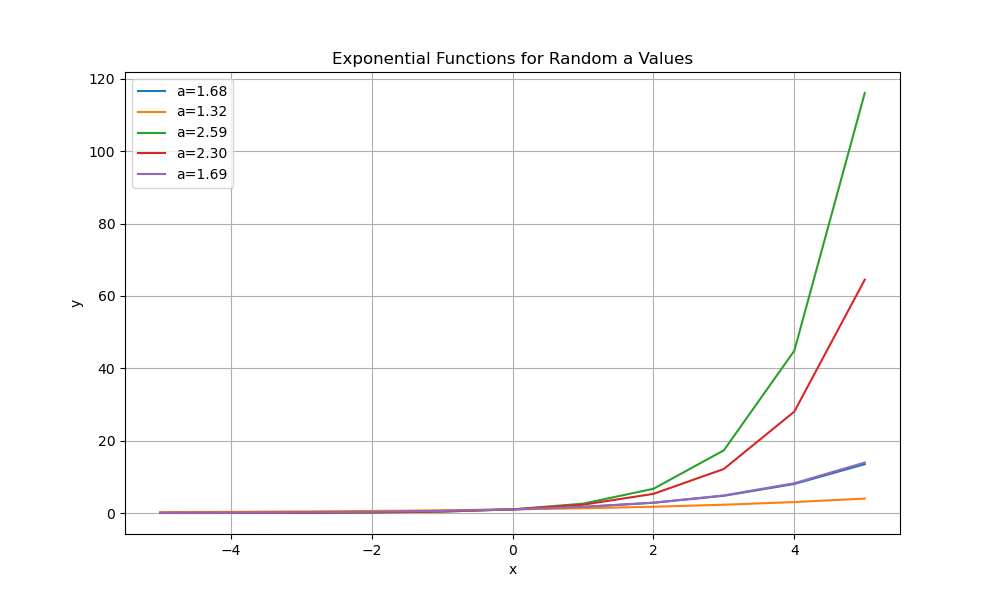 Exponential Functions for Random a Values
120
100
80
60
40
20
0
y
a=1.68
a=1.32
a=2.59
a=2.30
a=1.69
−4
−2
0
2
4
x